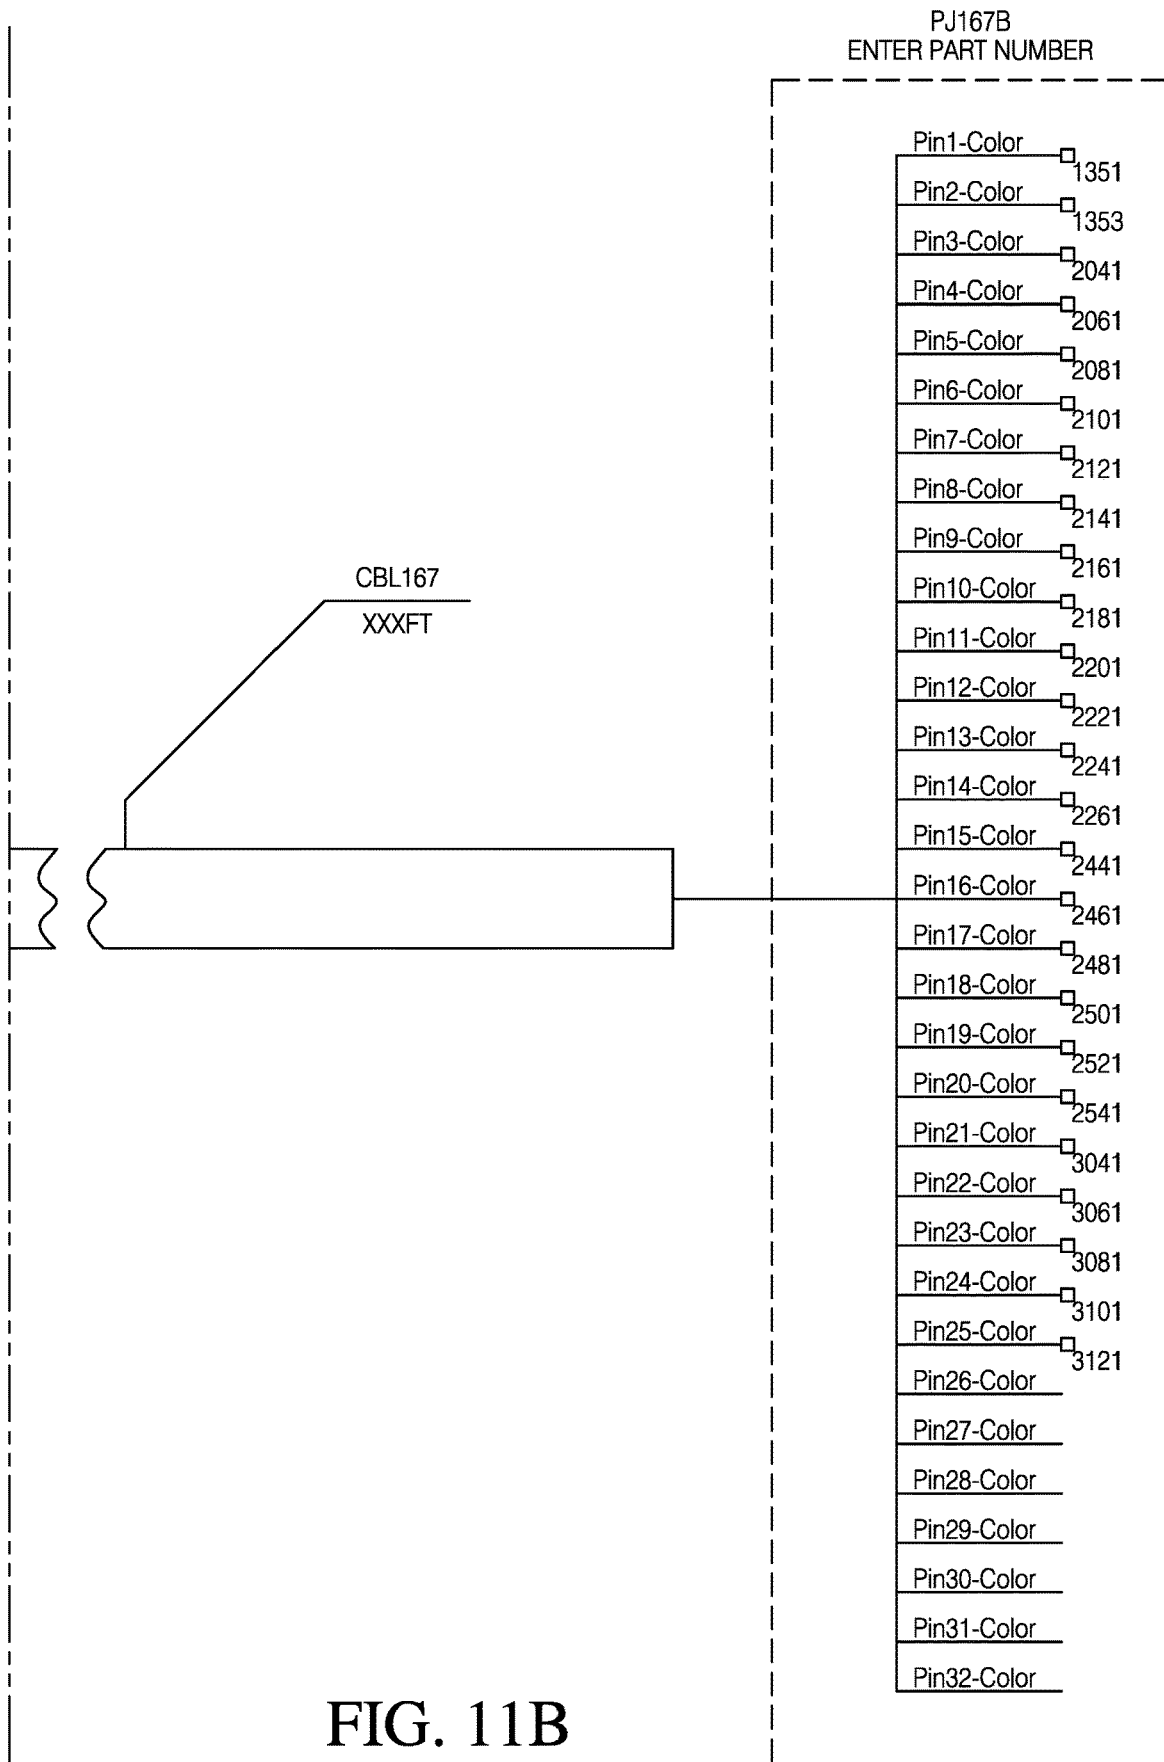 PJ167B
ENTER PART NUMBER
Pin1-Color
1351
Pin2-Color
1353
Pin3-Color
2041
Pin4-Color
2061
Pin5-Color
2081
Pin6-Color
2101
Pin7-Color
2121
Pin8-Color
2141
Pin9-Color
2161
CBL167
XXXFT
Pin10-Color
2181
Pin11-Color
2201
Pin12-Color
2221
Pin13-Color
2241
Pin14-Color
2261
Pin15-Color
2441
Pin16-Color
2461
Pin17-Color
2481
Pin18-Color
2501
Pin19-Color
2521
Pin20-Color
2541
Pin21-Color
3041
Pin22-Color
3061
Pin23-Color
3081
Pin24-Color
3101
Pin25-Color
3121
Pin26-Color
Pin27-Color
Pin28-Color
Pin29-Color
Pin30-Color
Pin31-Color
Pin32-Color
FIG. 11B